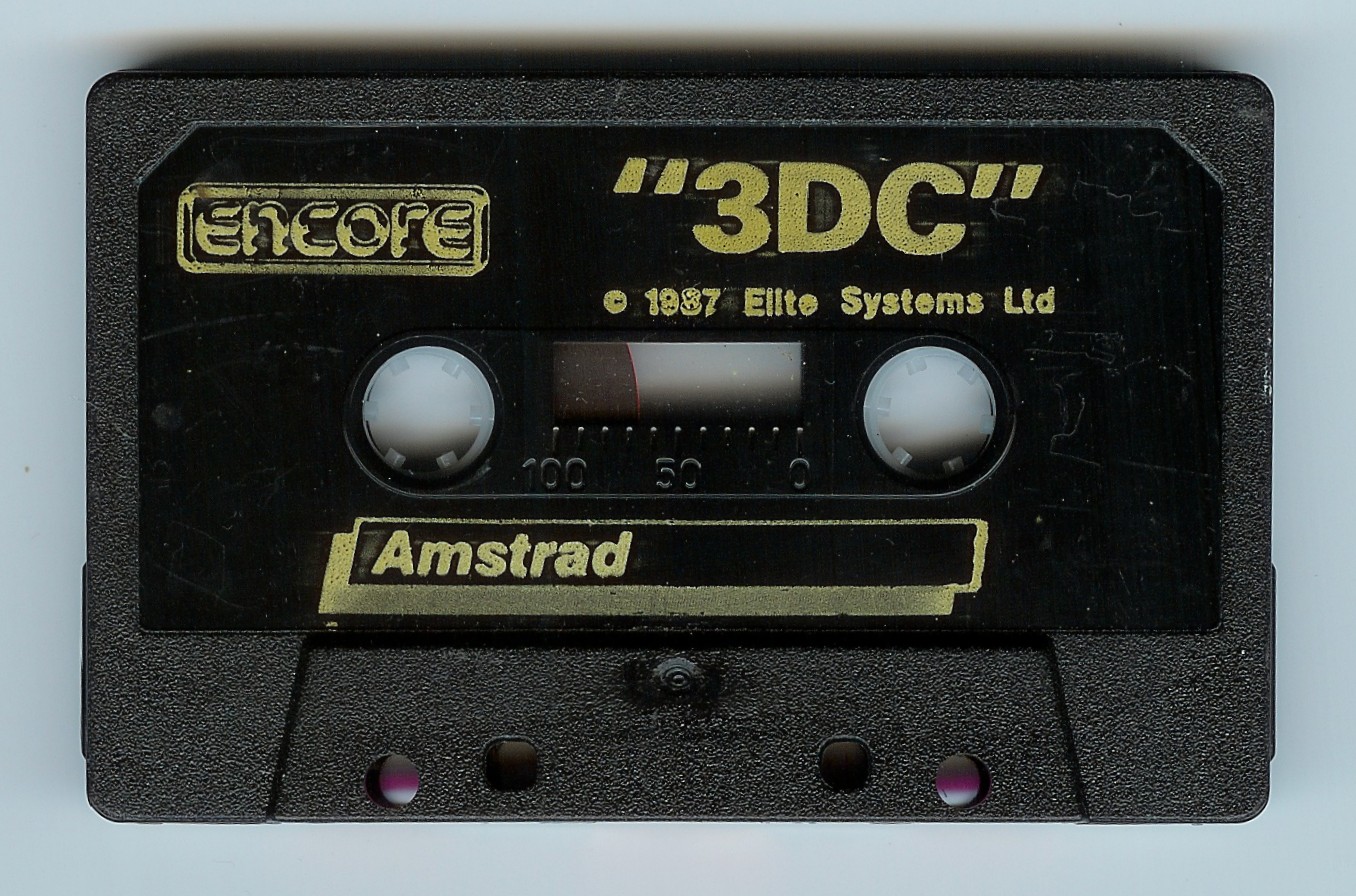 encore
"3DC"
© 1987 Elite Systems Ltd
100 50 0
Amstrad